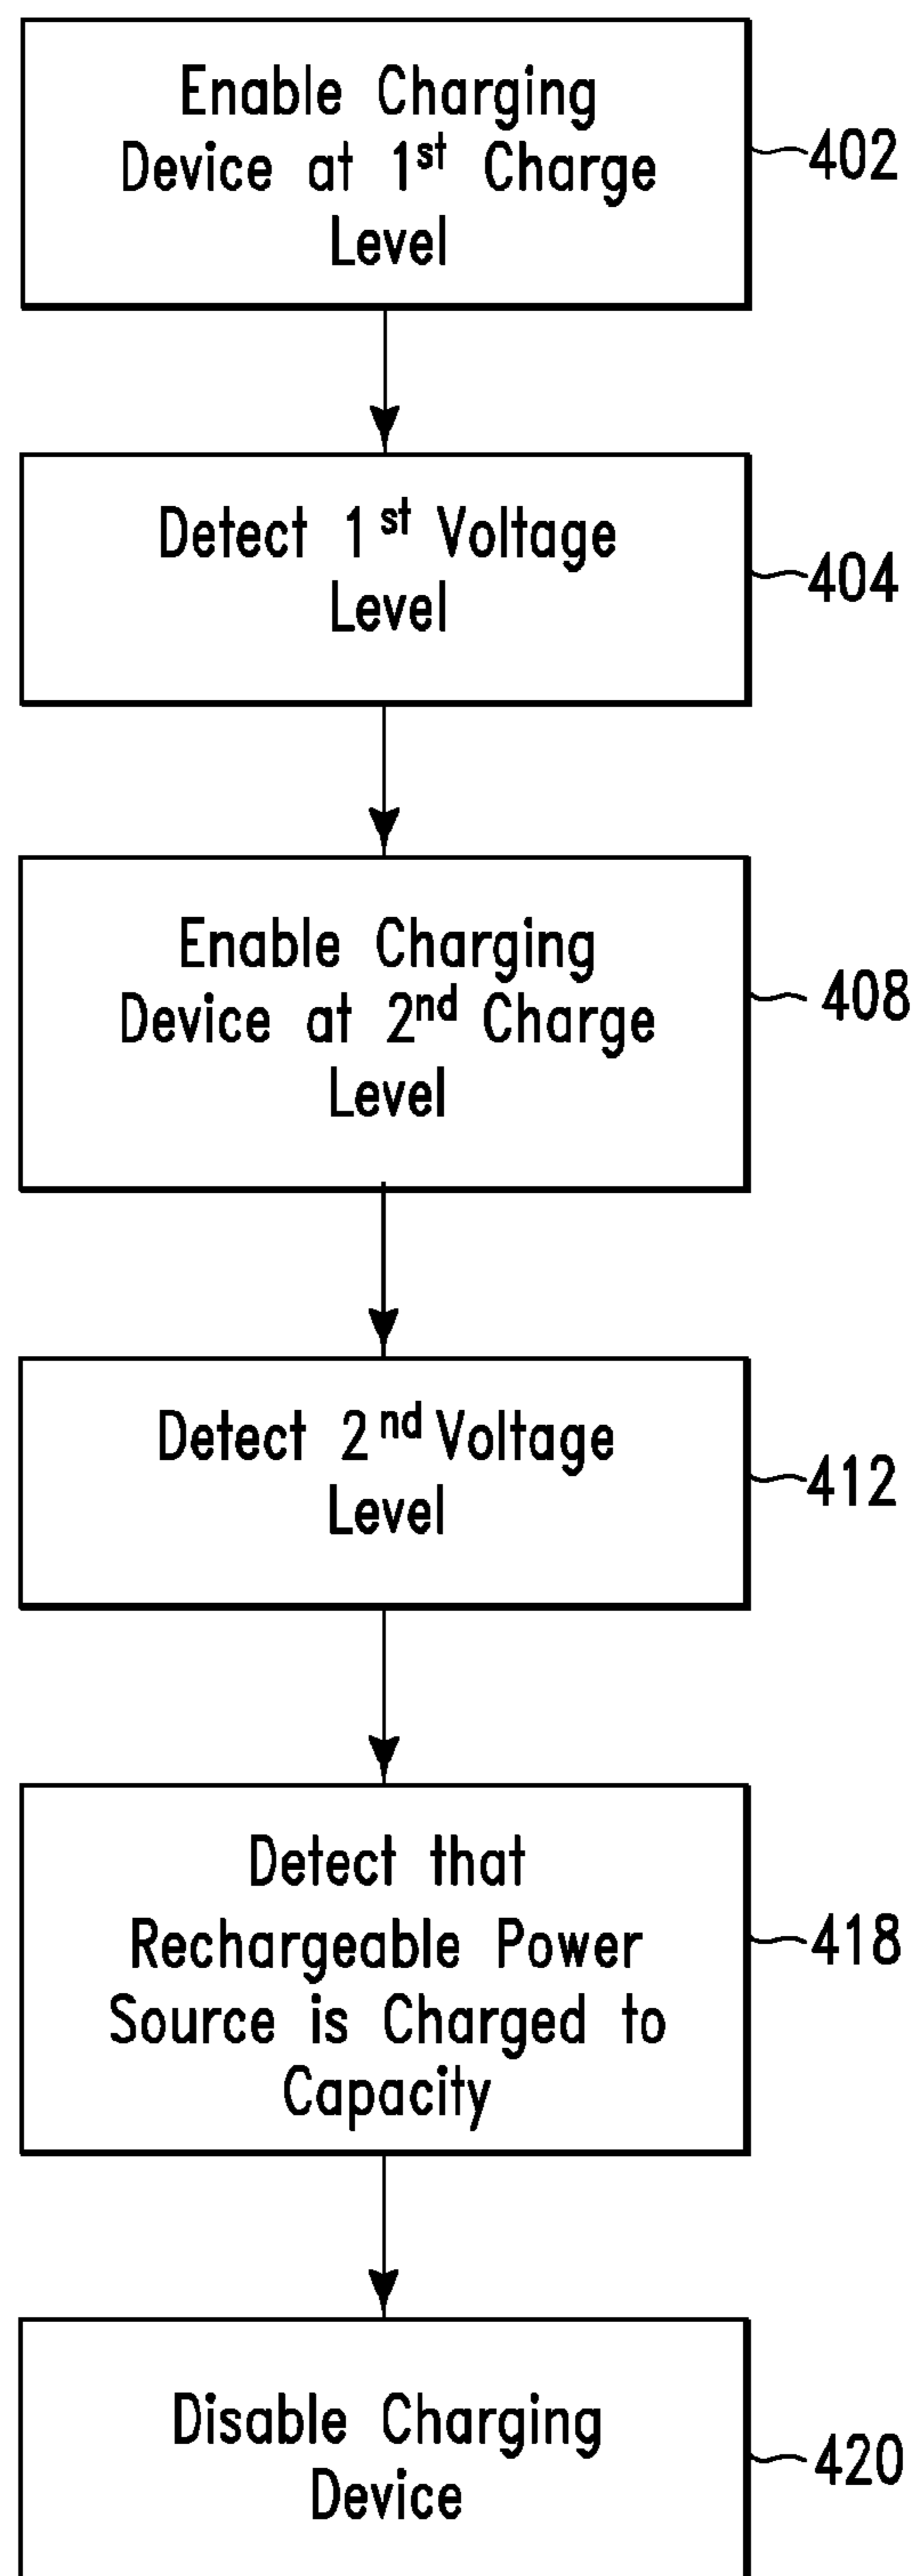 Enable Charging
Device at 1st Charge
Level
402
Detect 1st Voltage
Level
404
Enable Charging
Device at 2nd Charge
Level
408
Detect 2nd Voltage
Level
412
Detect that
Rechargeable Power
Source is Charged to
Capacity
418
Disable Charging
Device
420